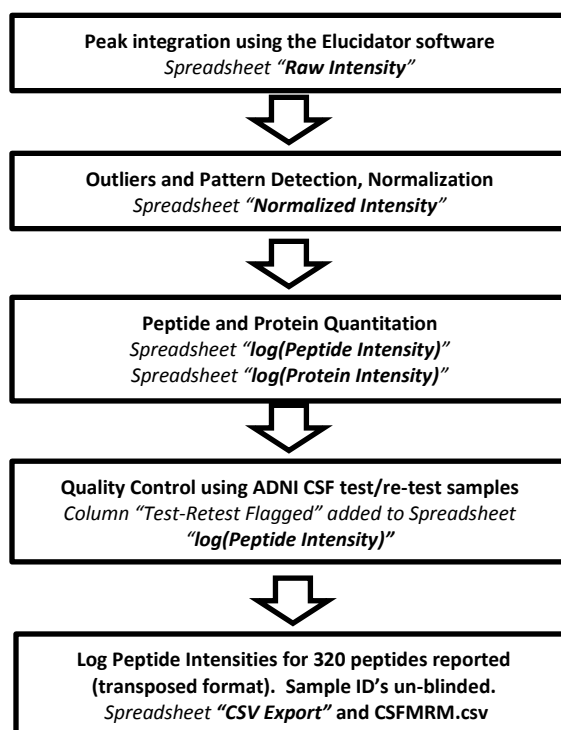 Peak integration using the Elucidator software
Spreadsheet “Raw Intensity”
Outliers and Pattern Detection, Normalization
Spreadsheet “Normalized Intensity”
Peptide and Protein Quantitation
Spreadsheet “log(Peptide Intensity)”
Spreadsheet “log(Protein Intensity)”
Quality Control using ADNI CSF test/re-test samples
Column “Test-Retest Flagged” added to Spreadsheet
“log(Peptide Intensity)”
Log Peptide Intensities for 320 peptides reported
(transposed format).  Sample ID’s un-blinded.
Spreadsheet “CSV Export” and CSFMRM.csv